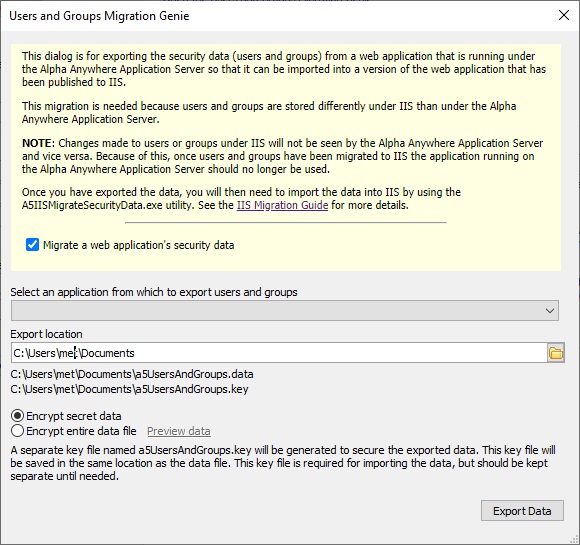 Users and Groups Migration Genie
This dialog is for exporting the security data (users and groups) from a web application that is running under
the Alpha Anywhere Application Server so that it can be imported into a version of the web application that has
been published to IIS.
This migration is needed because users and groups are stored differently under IIS than under the Alpha
Anywhere Application Server.
NOTE: Changes made to users or groups under IIS will not be seen by the Alpha Anywhere Application Server
and vice versa. Because of this, once users and groups have been migrated to IIS the application running on
the Alpha Anywhere Application Server should no longer be used.
Once you have exported the data, you will then need to import the data into IIS by using the
A5IISMigrateSecurityData.exe utility. See the IIS Migration Guide for more details.
Migrate a web application's security data
Select an application from which to export users and groups
Export location
C:\Users\met\Documents
C:\Users\met\Documents\a5UsersAndGroups.data
C:\Users\met\Documents\a5UsersAndGroups.key
Encrypt secret data
Encrypt entire data file Preview data
A separate key file named a5UsersAndGroups.key will be generated to secure the exported data. This key file will
be saved in the same location as the data file. This key file is required for importing the data, but should be kept
separate until needed.
Export Data